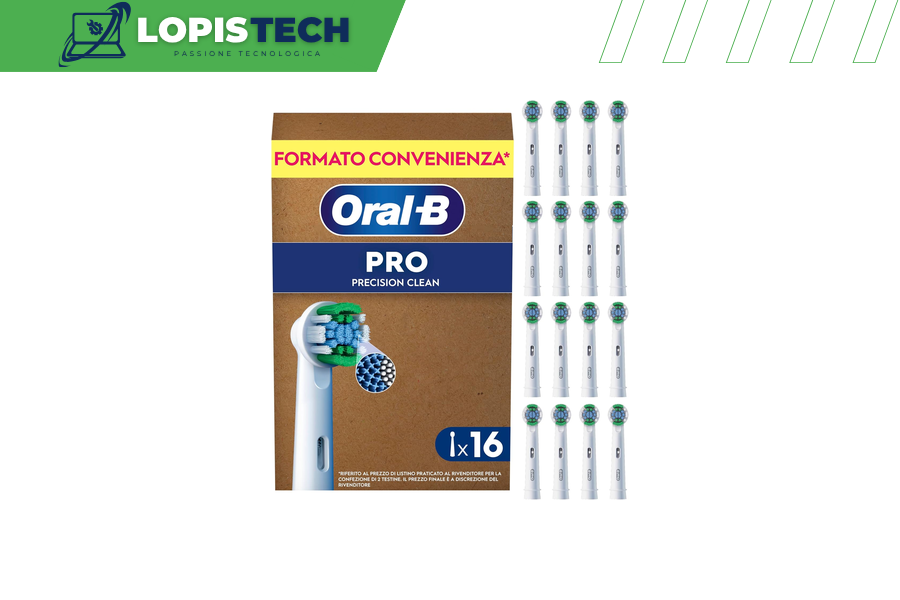 LOPISTECH
PASSIONE TECNOLOGICA
FORMATO CONVENIENZA*
Oral-B
PRO
PRECISION CLEAN
x16
*RIFERITO AL PREZZO DI LISTINO PRATICATO AL RIVENDITORE PER LA
CONFEZIONE DI 2 TESTINE. IL PREZZO FINALE È A DISCREZIONE DEL
RIVENDITORE